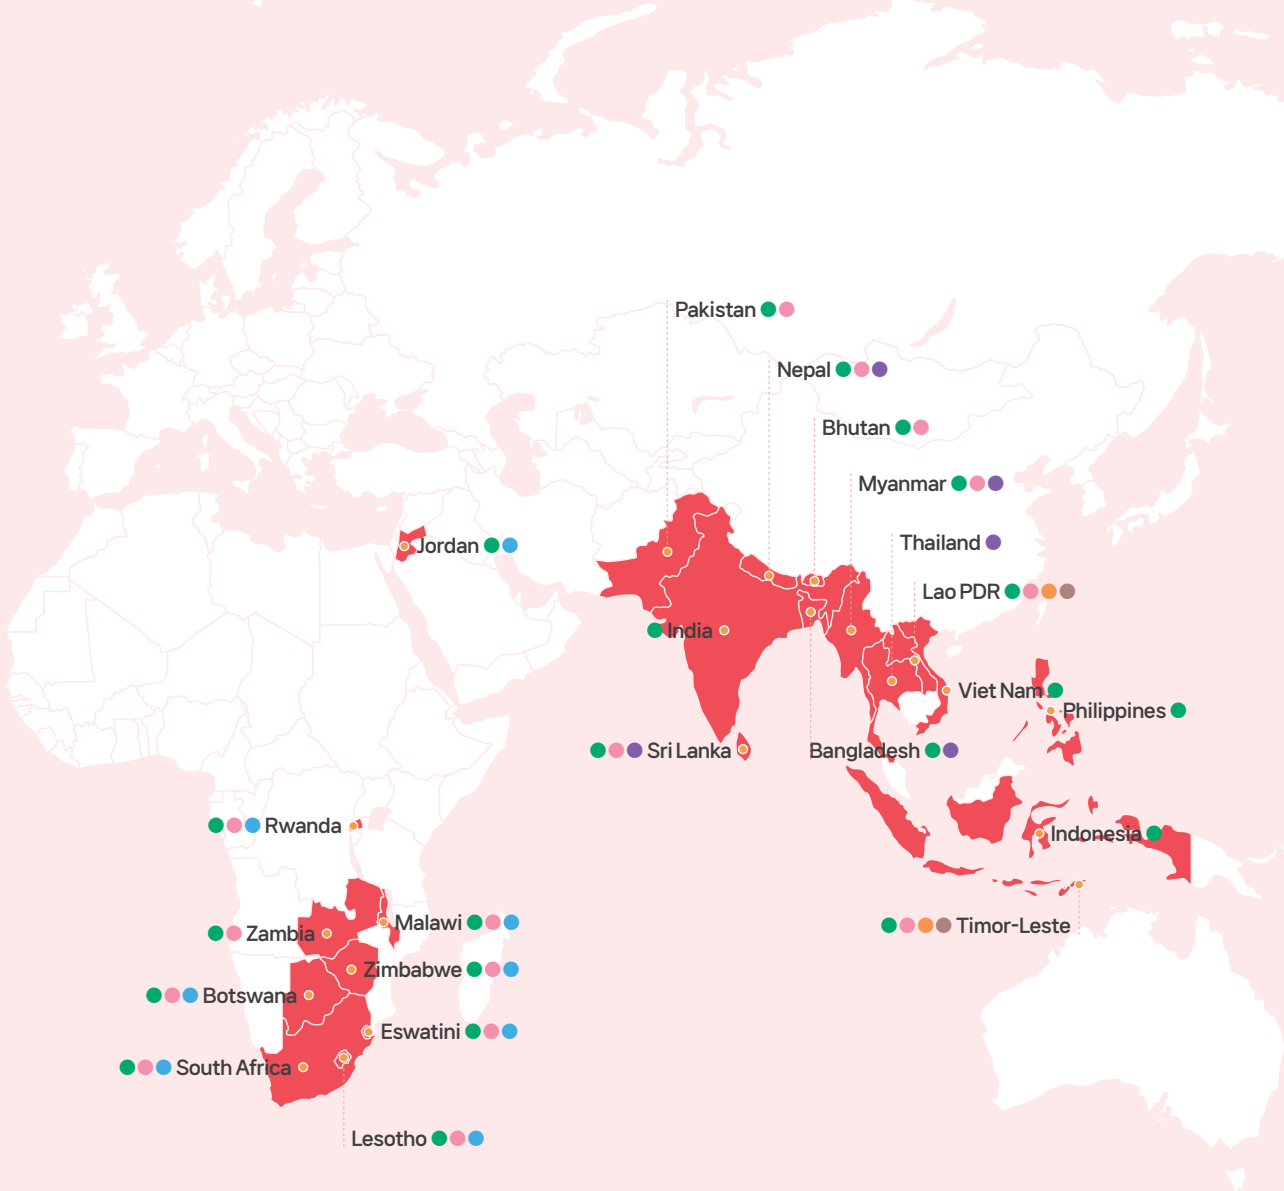 Pakistan
Nepal
Bhutan
Myanmar
Thailand
Jordan
Lao PDR
India
Viet Nam
Philippines
Sri Lanka
Bangladesh
Rwanda
Indonesia
Malawi
Timor-Leste
Zambia
Zimbabwe
Botswana
Eswatini
South Africa
Lesotho